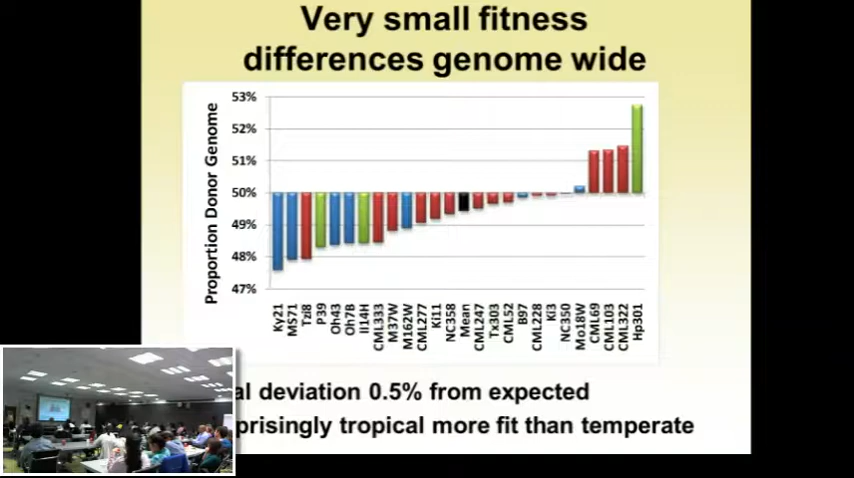 Very small fitness
differences genome wide
Proportion Donor Genome
53%
52%
51%
50%
49%
48%
47%
Ky21
MS71
Tzi8
P39
Oh43
Oh7B
Il14H
CML333
M37W
M162W
CML277
Ki11
NC358
Mean
CML247
Tx303
CML52
B97
CML228
Ki3
NC350
Mo18W
CML69
CML103
CML322
Hp301
al deviation 0.5% from expected
prisingly tropical more fit than temperate